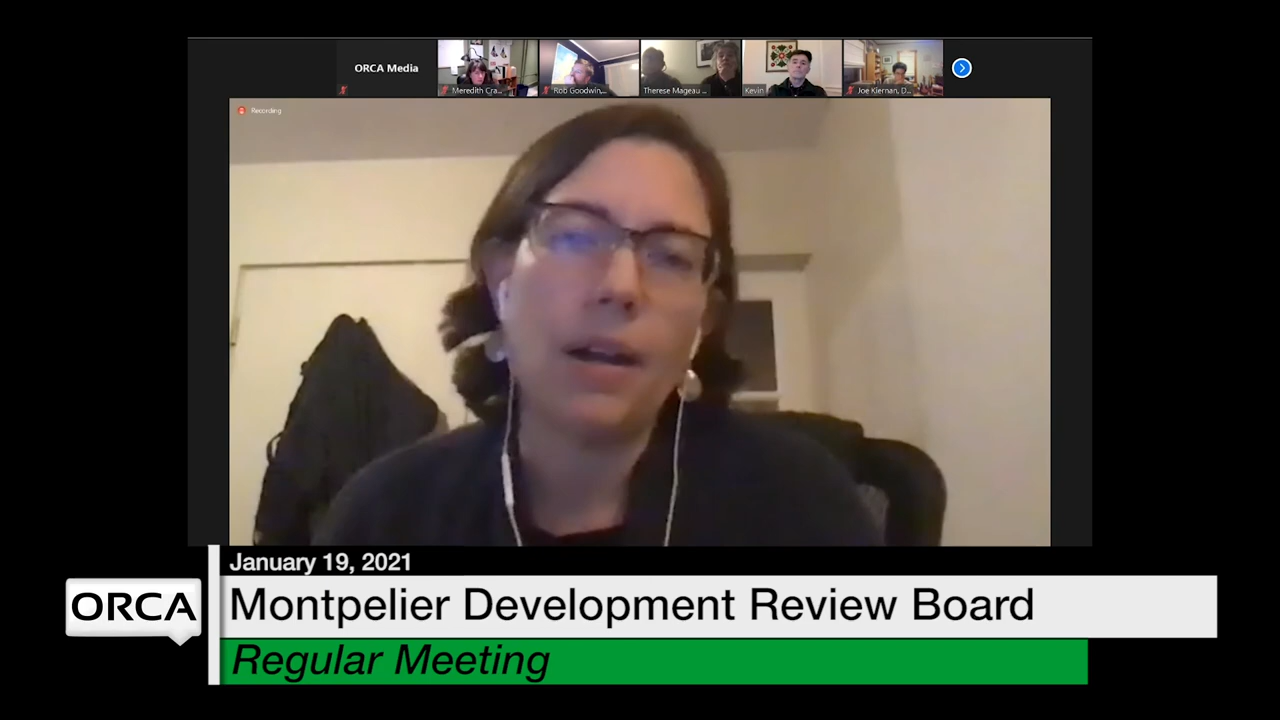 ORCA Media
Meredith Cra...
Rob Goodwin,...
Therese Mageau ...
Kevin
Joe Kiernan, D...
Recording
January 19, 2021
ORCA
Montpelier Development Review Board
Regular Meeting